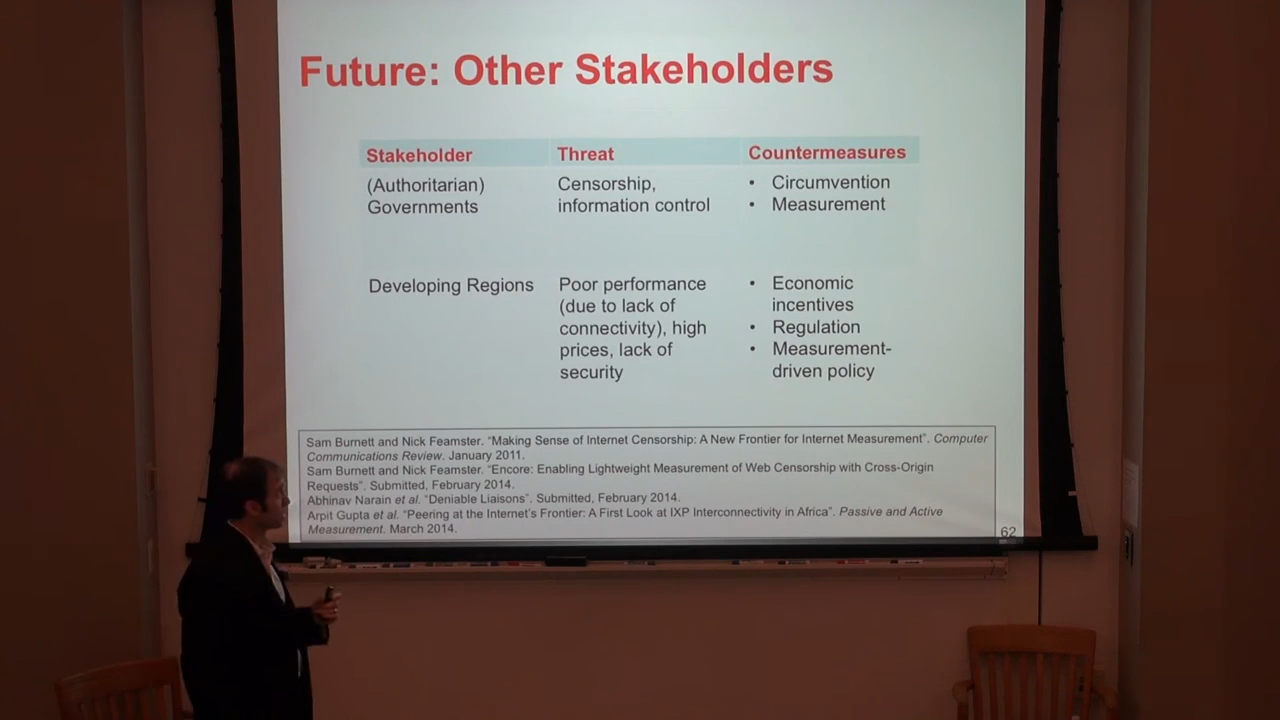 Future: Other Stakeholders
Stakeholder Threat Countermeasures
(Authoritarian) Governments
Censorship, information control
• Circumvention
• Measurement
Developing Regions
Poor performance
(due to lack of
connectivity), high
prices, lack of
security
• Economic
incentives
• Regulation
• Measurement-
driven policy
Sam Burnett and Nick Feamster. “Making Sense of Internet Censorship: A New Frontier for Internet Measurement”. Computer
Communications Review. January 2011.
Sam Burnett and Nick Feamster. “Encore: Enabling Lightweight Measurement of Web Censorship with Cross-Origin
Requests”. Submitted, February 2014.
Abhinav Narain et al. “Deniable Liaisons”. Submitted, February 2014.
Arpit Gupta et al. “Peering at the Internet’s Frontier: A First Look at IXP Interconnectivity in Africa”. Passive and Active
Measurement. March 2014.
62